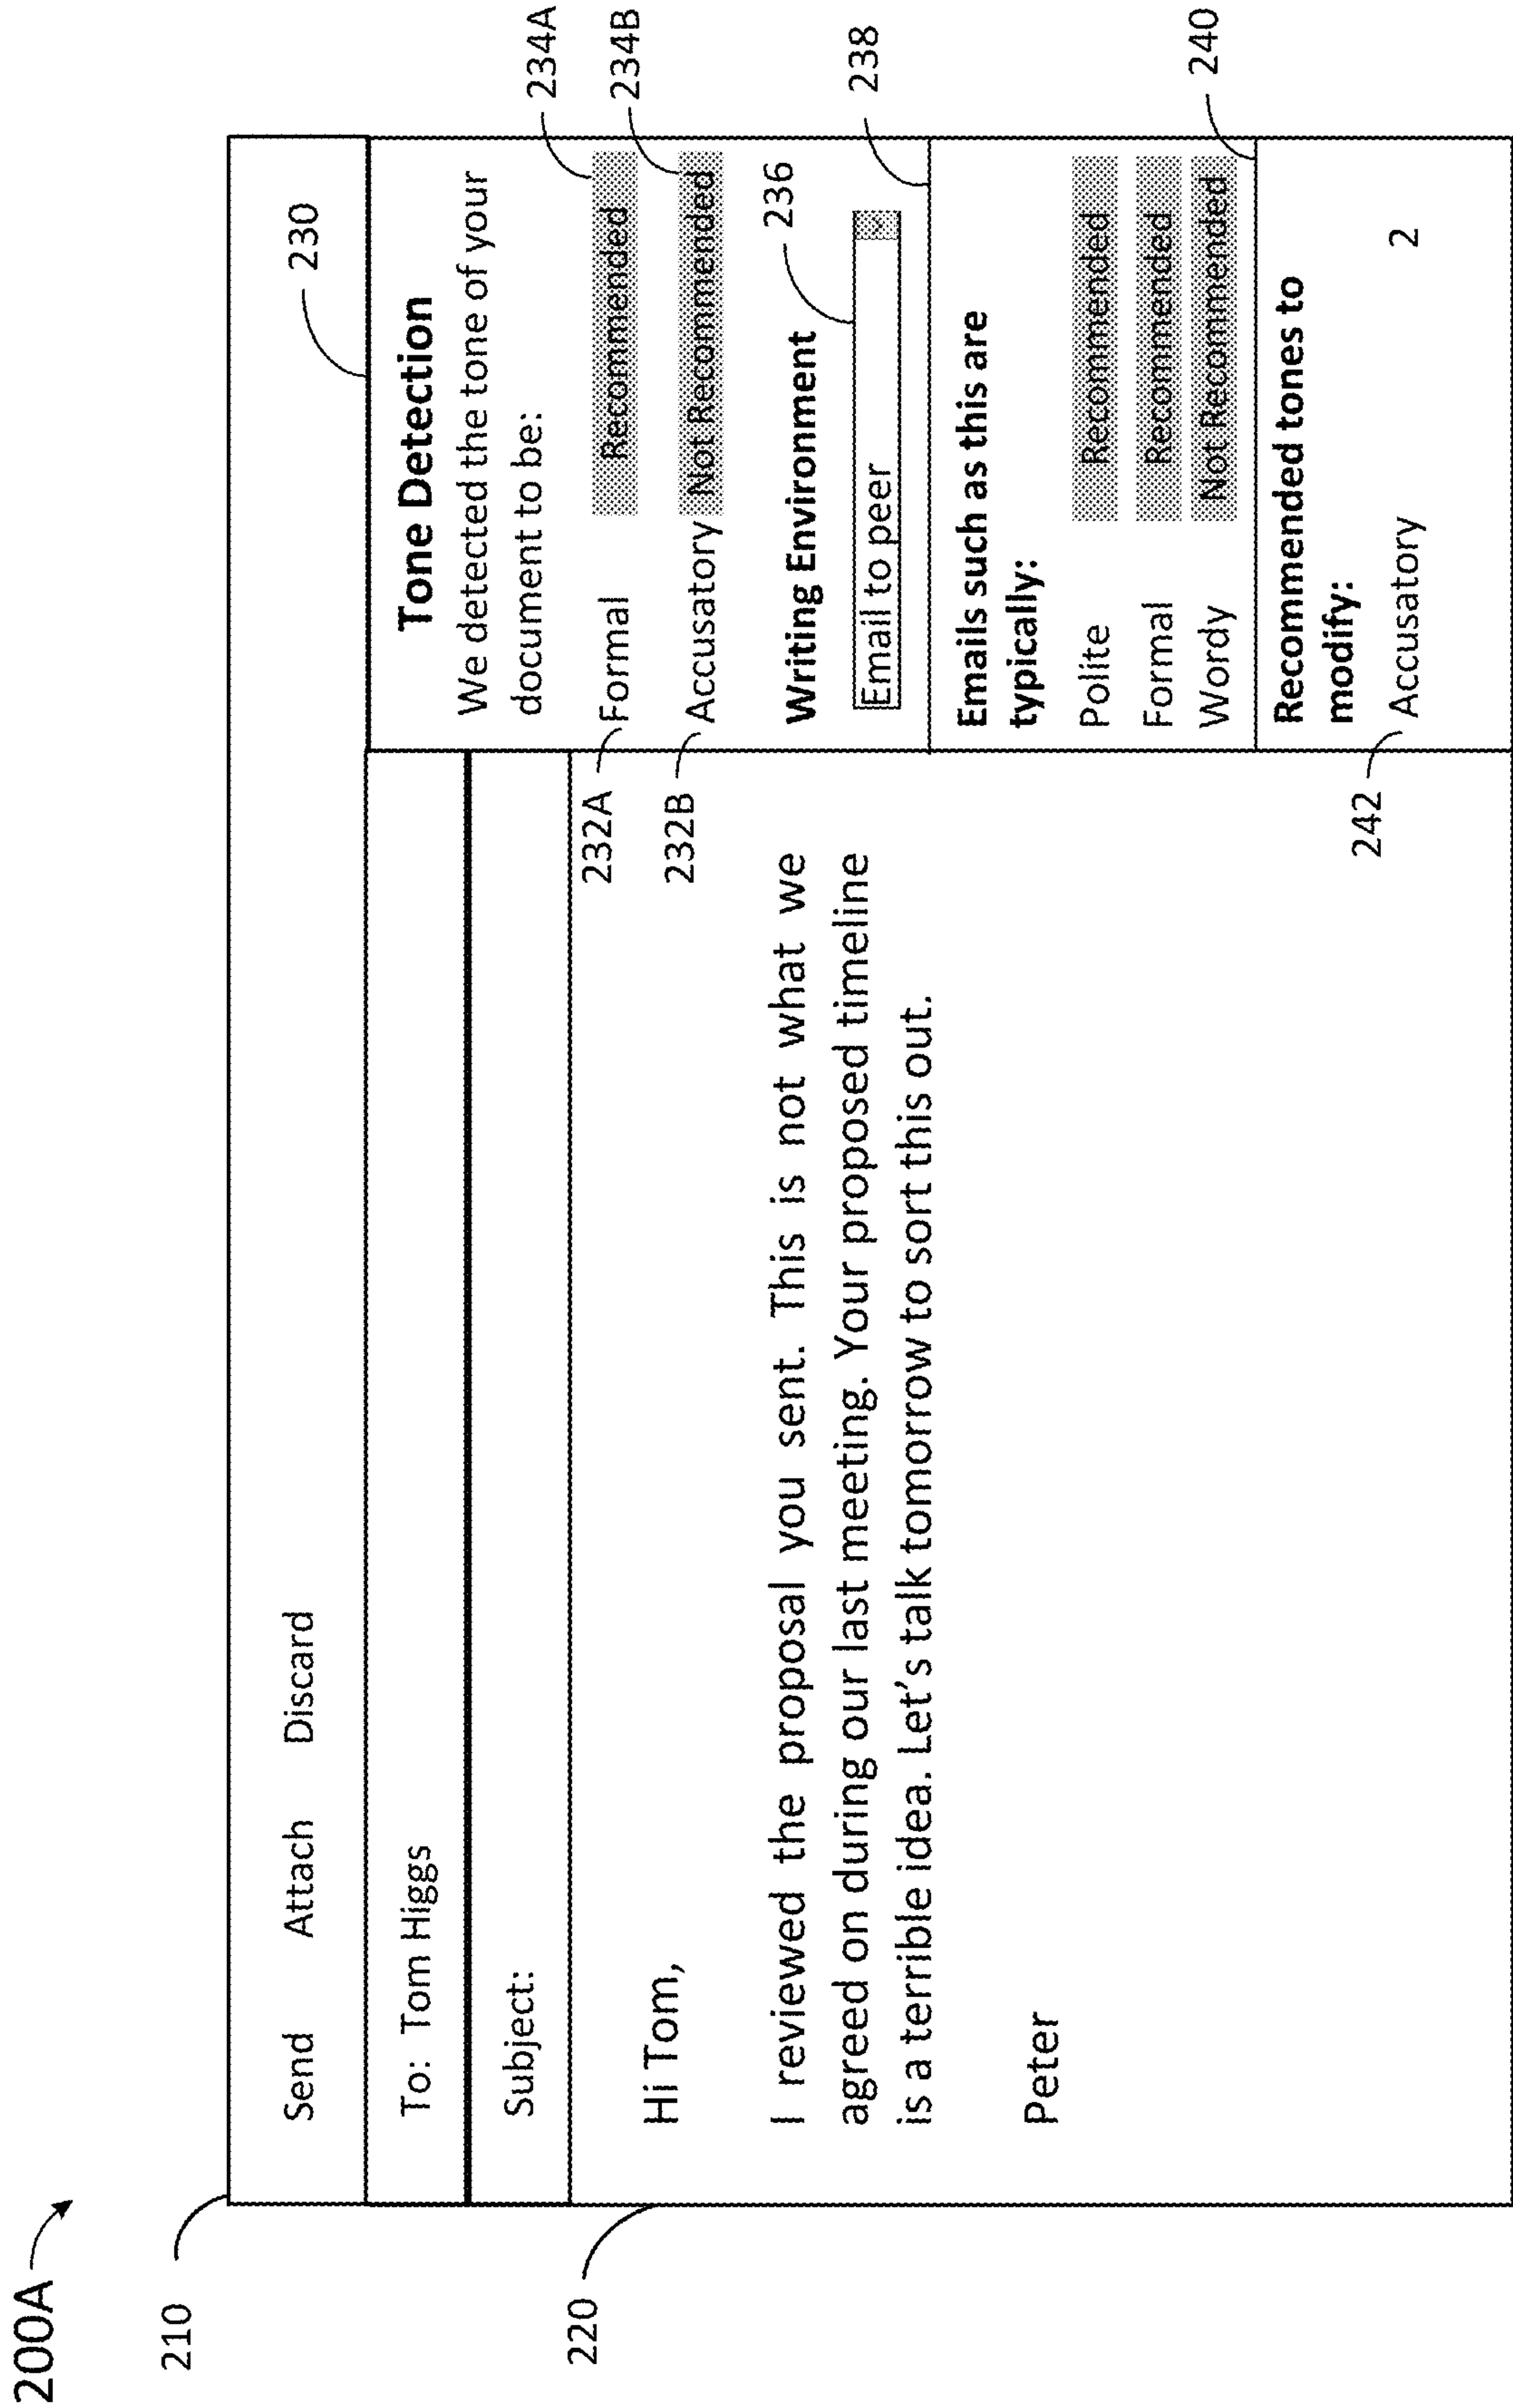 200A
210
Send Attach Discard
230
To: Tom Higgs
Subject:
220
Hi Tom,
I reviewed the proposal you sent. This is not what we
agreed on during our last meeting. Your proposed timeline
is a terrible idea. Let's talk tomorrow to sort this out.
Peter
Tone Detection
We detected the tone of your
document to be:
232A Formal Recommended 234A
232B Accusatory Not Recommended 234B
Writing Environment 236
Email to peer
238
Emails such as this are
typically:
Polite Recommended
Formal Recommended
Wordy Not Recommended
240
Recommended tones to
modify:
242 Accusatory 2